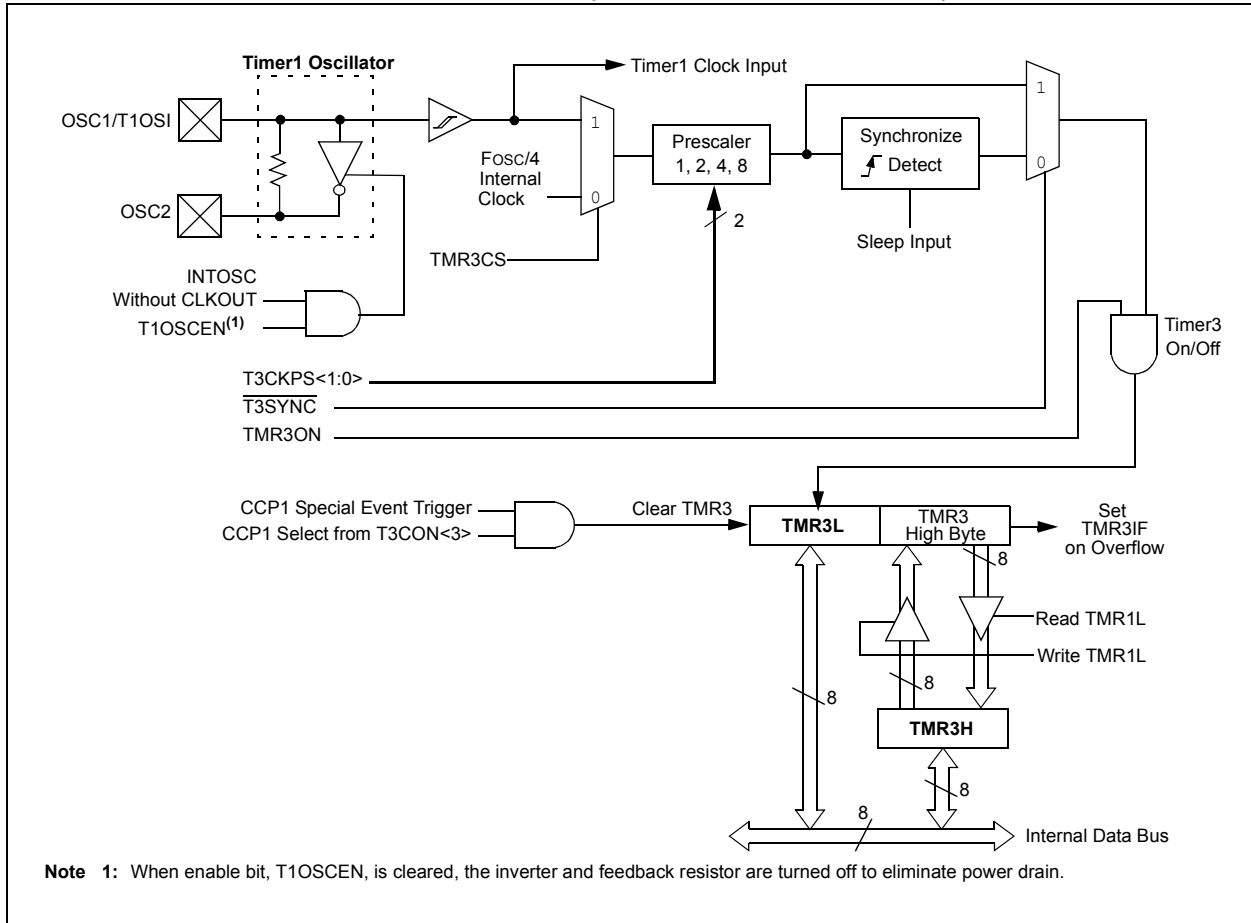 Timer1 Oscillator
Timer1 Clock Input
OSC1/T1OSI
1
1
Prescaler
1, 2, 4, 8
Synchronize
Detect
FOSC/4
Internal
Clock
0
0
OSC2
2
Sleep Input
TMR3CS
INTOSC
Without CLKOUT
T1OSCEN(1)
Timer3
On/Off
T3CKPS<1:0>
T3SYNC
TMR3ON
CCP1 Special Event Trigger
CCP1 Select from T3CON<3>
Clear TMR3
TMR3L
TMR3
High Byte
Set
TMR3IF
on Overflow
8
Read TMR1L
Write TMR1L
8
8
TMR3H
8
8
Internal Data Bus
Note 1: When enable bit, T1OSCEN, is cleared, the inverter and feedback resistor are turned off to eliminate power drain.